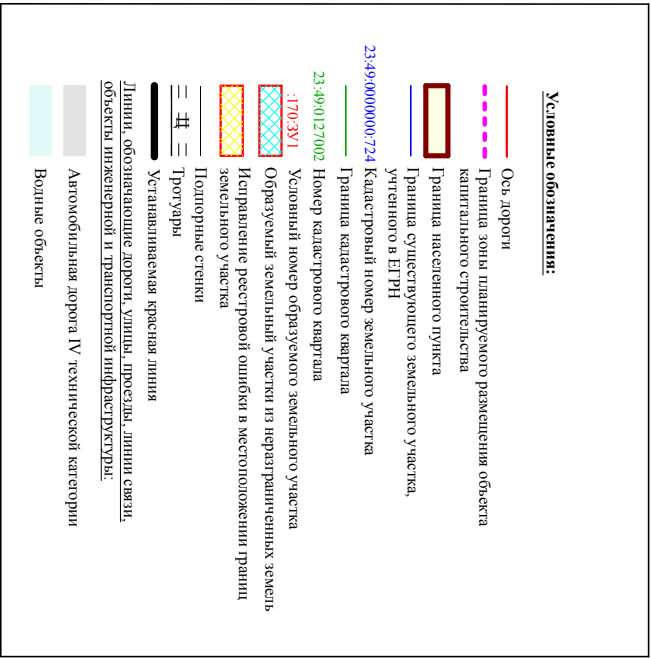 Условные обозначения:
Ось дороги
Граница зоны планируемого размещения объекта
капитального строительства
Граница населенного пункта
Граница существующего земельного участка,
учтенного в ЕГРН
23:49:0000000:724 Кадастровый номер земельного участка
Граница кадастрового квартала
23:49:0127002 Номер кадастрового квартала
:170:ЗУ1 Условный номер образуемого земельного участка
Образуемый земельный участки из неразграниченных земель
Исправление реестровой ошибки в местоположении границ
земельного участка
Подпорные стенки
Ц Тротуары
Устанавливаемая красная линия
Линии, обозначающие дороги, улицы, проезды, линии связи,
объекты инженерной и транспортной инфраструктуры:
Автомобильная дорога IV технической категории
Водные объекты